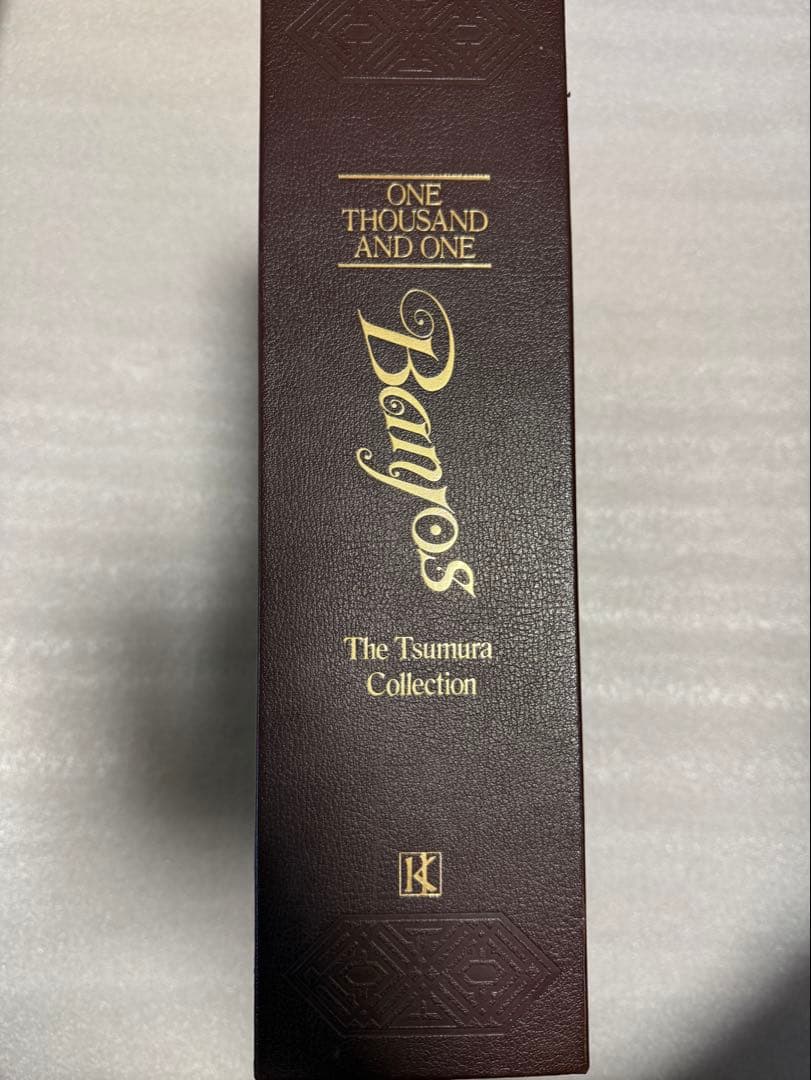 ONE
THOUSAND
AND ONE
Banjos
The Tsumura
Collection
K